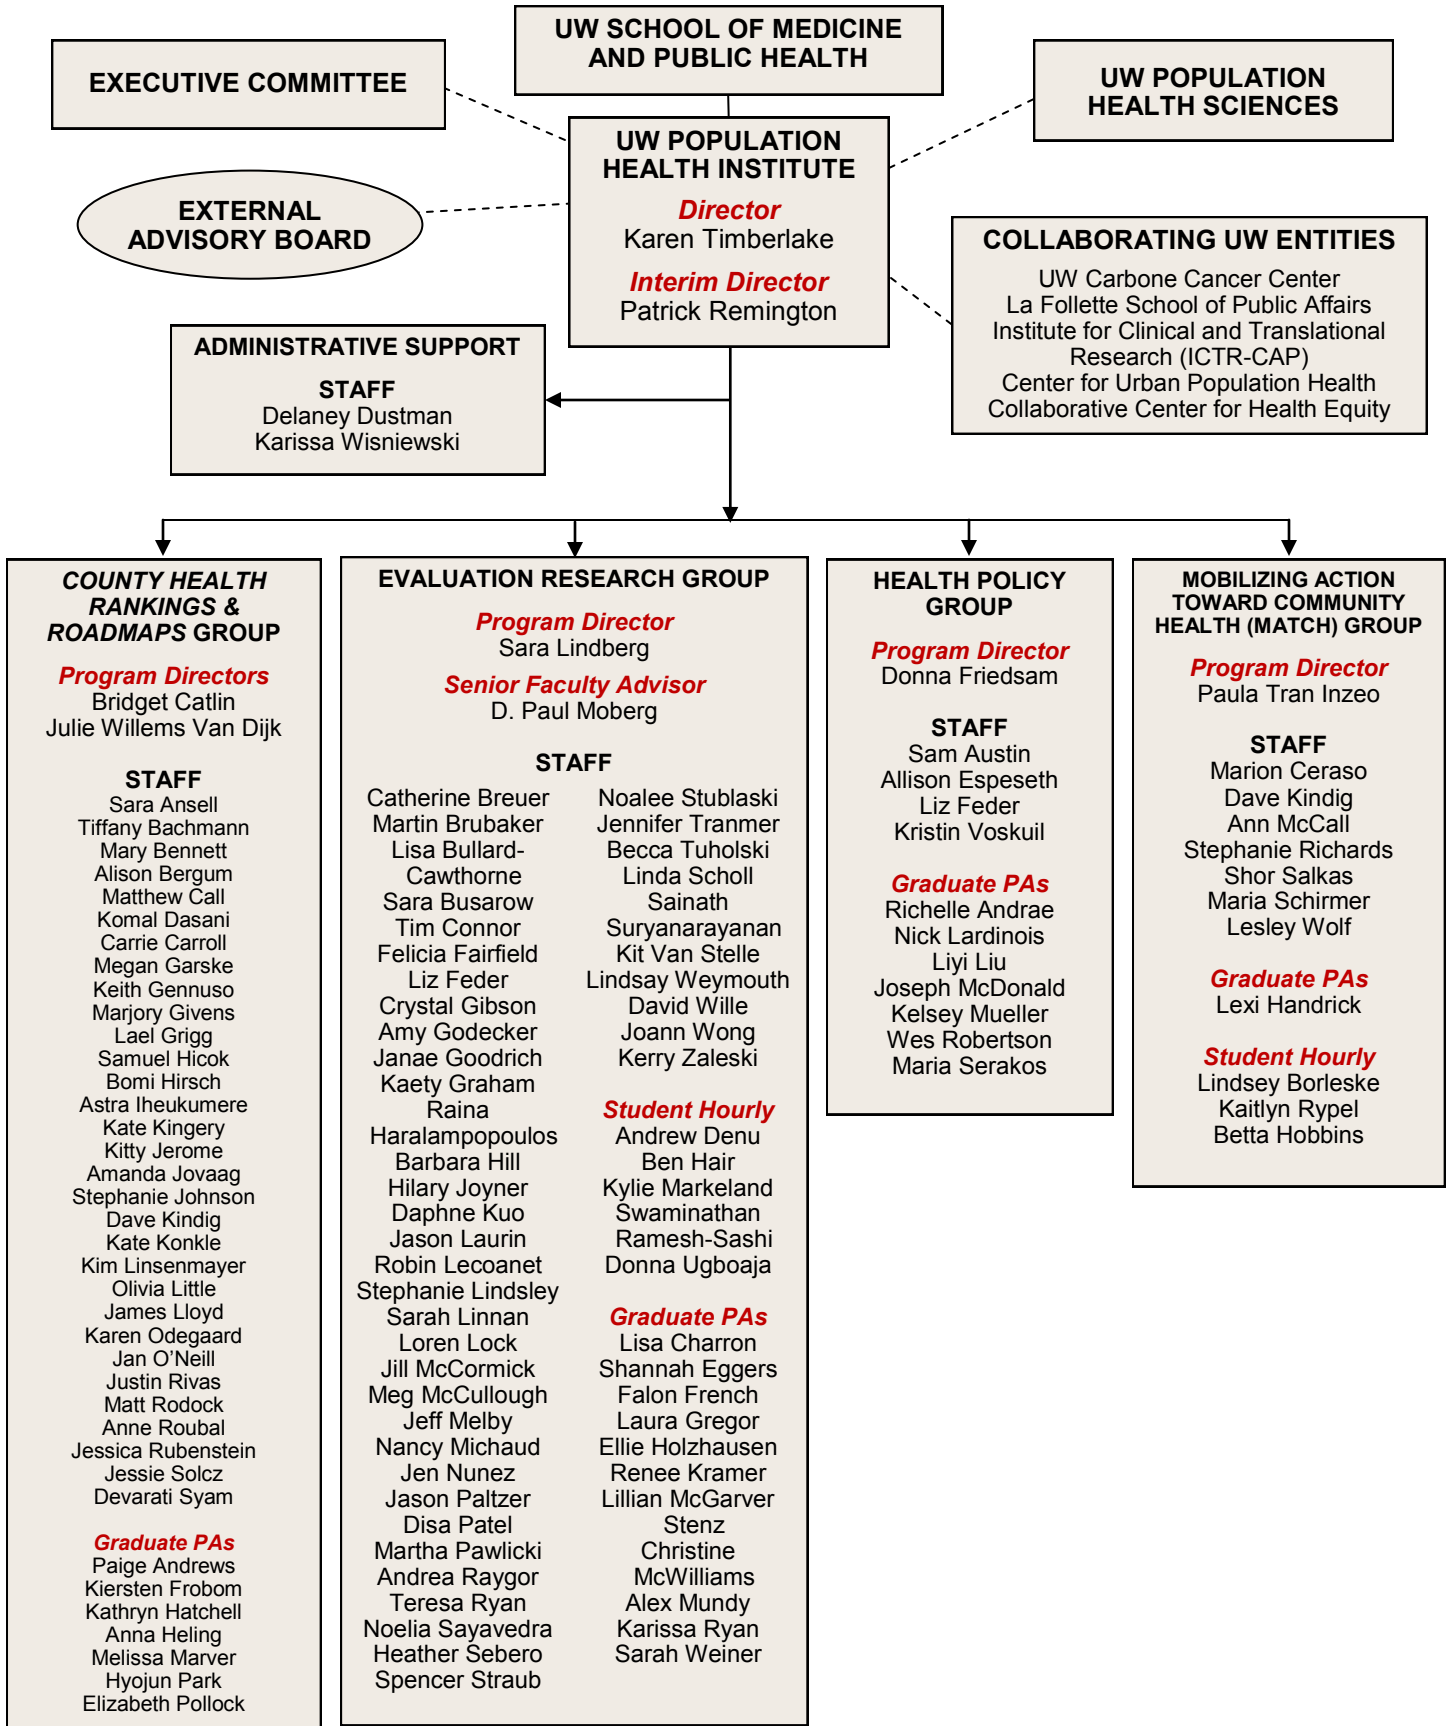 UW SCHOOL OF MEDICINE
AND PUBLIC HEALTH
EXECUTIVE COMMITTEE
UW POPULATION
HEALTH SCIENCES
UW POPULATION
HEALTH INSTITUTE
Director
Karen Timberlake
Interim Director
Patrick Remington
EXTERNAL
ADVISORY BOARD
COLLABORATING UW ENTITIES
UW Carbone Cancer Center
La Follette School of Public Affairs
Institute for Clinical and Translational
Research (ICTR-CAP)
Center for Urban Population Health
Collaborative Center for Health Equity
ADMINISTRATIVE SUPPORT
STAFF
Delaney Dustman
Karissa Wisniewski
COUNTY HEALTH
RANKINGS &
ROADMAPS GROUP
Program Directors
Bridget Catlin
Julie Willems Van Dijk
STAFF
Sara Ansell
Tiffany Bachmann
Mary Bennett
Alison Bergum
Matthew Call
Komal Dasani
Carrie Carroll
Megan Garske
Keith Gennuso
Marjory Givens
Lael Grigg
Samuel Hicok
Bomi Hirsch
Astra Iheukumere
Kate Kingery
Kitty Jerome
Amanda Jovaag
Stephanie Johnson
Dave Kindig
Kate Konkle
Kim Linsenmayer
Olivia Little
James Lloyd
Karen Odegaard
Jan O’Neill
Justin Rivas
Matt Rodock
Anne Roubal
Jessica Rubenstein
Jessie Solcz
Devarati Syam
Graduate PAs
Paige Andrews
Kiersten Frobom
Kathryn Hatchell
Anna Heling
Melissa Marver
Hyojun Park
Elizabeth Pollock
EVALUATION RESEARCH GROUP
Program Director
Sara Lindberg
Senior Faculty Advisor
D. Paul Moberg
STAFF
Catherine Breuer
Martin Brubaker
Lisa Bullard-
Cawthorne
Sara Busarow
Tim Connor
Felicia Fairfield
Liz Feder
Crystal Gibson
Amy Godecker
Janae Goodrich
Kaety Graham
Raina
Haralampopoulos
Barbara Hill
Hilary Joyner
Daphne Kuo
Jason Laurin
Robin Lecoanet
Stephanie Lindsley
Sarah Linnan
Loren Lock
Jill McCormick
Meg McCullough
Jeff Melby
Nancy Michaud
Jen Nunez
Jason Paltzer
Disa Patel
Martha Pawlicki
Andrea Raygor
Teresa Ryan
Noelia Sayavedra
Heather Sebero
Spencer Straub
Noalee Stublaski
Jennifer Tranmer
Becca Tuholski
Linda Scholl
Sainath
Suryanarayanan
Kit Van Stelle
Lindsay Weymouth
David Wille
Joann Wong
Kerry Zaleski
Student Hourly
Andrew Denu
Ben Hair
Kylie Markeland
Swaminathan
Ramesh-Sashi
Donna Ugboaja
Graduate PAs
Lisa Charron
Shannah Eggers
Falon French
Laura Gregor
Ellie Holzhausen
Renee Kramer
Lillian McGarver
Stenz
Christine
McWilliams
Alex Mundy
Karissa Ryan
Sarah Weiner
HEALTH POLICY
GROUP
Program Director
Donna Friedsam
STAFF
Sam Austin
Allison Espeseth
Liz Feder
Kristin Voskuil
Graduate PAs
Richelle Andrae
Nick Lardinois
Liyi Liu
Joseph McDonald
Kelsey Mueller
Wes Robertson
Maria Serakos
MOBILIZING ACTION
TOWARD COMMUNITY
HEALTH (MATCH) GROUP
Program Director
Paula Tran Inzeo
STAFF
Marion Ceraso
Dave Kindig
Ann McCall
Stephanie Richards
Shor Salkas
Maria Schirmer
Lesley Wolf
Graduate PAs
Lexi Handrick
Student Hourly
Lindsey Borleske
Kaitlyn Rypel
Betta Hobbins